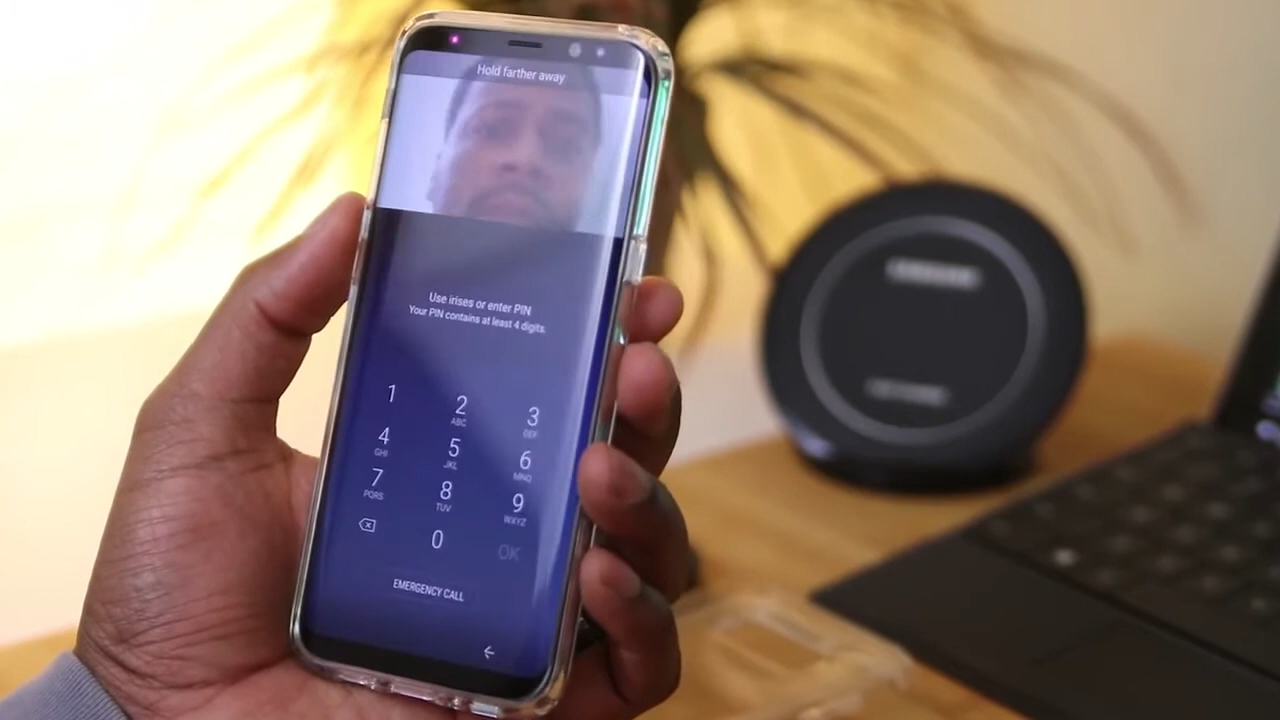 Hold farther away
Use irises or enter PIN
Your PIN contains at least 4 digits.
1
2
ABC
3
DEF
4
GHI
5
JKL
6
MNO
7
PQRS
8
TUV
9
WXYZ
0
OK
EMERGENCY CALL
SAMSUNG